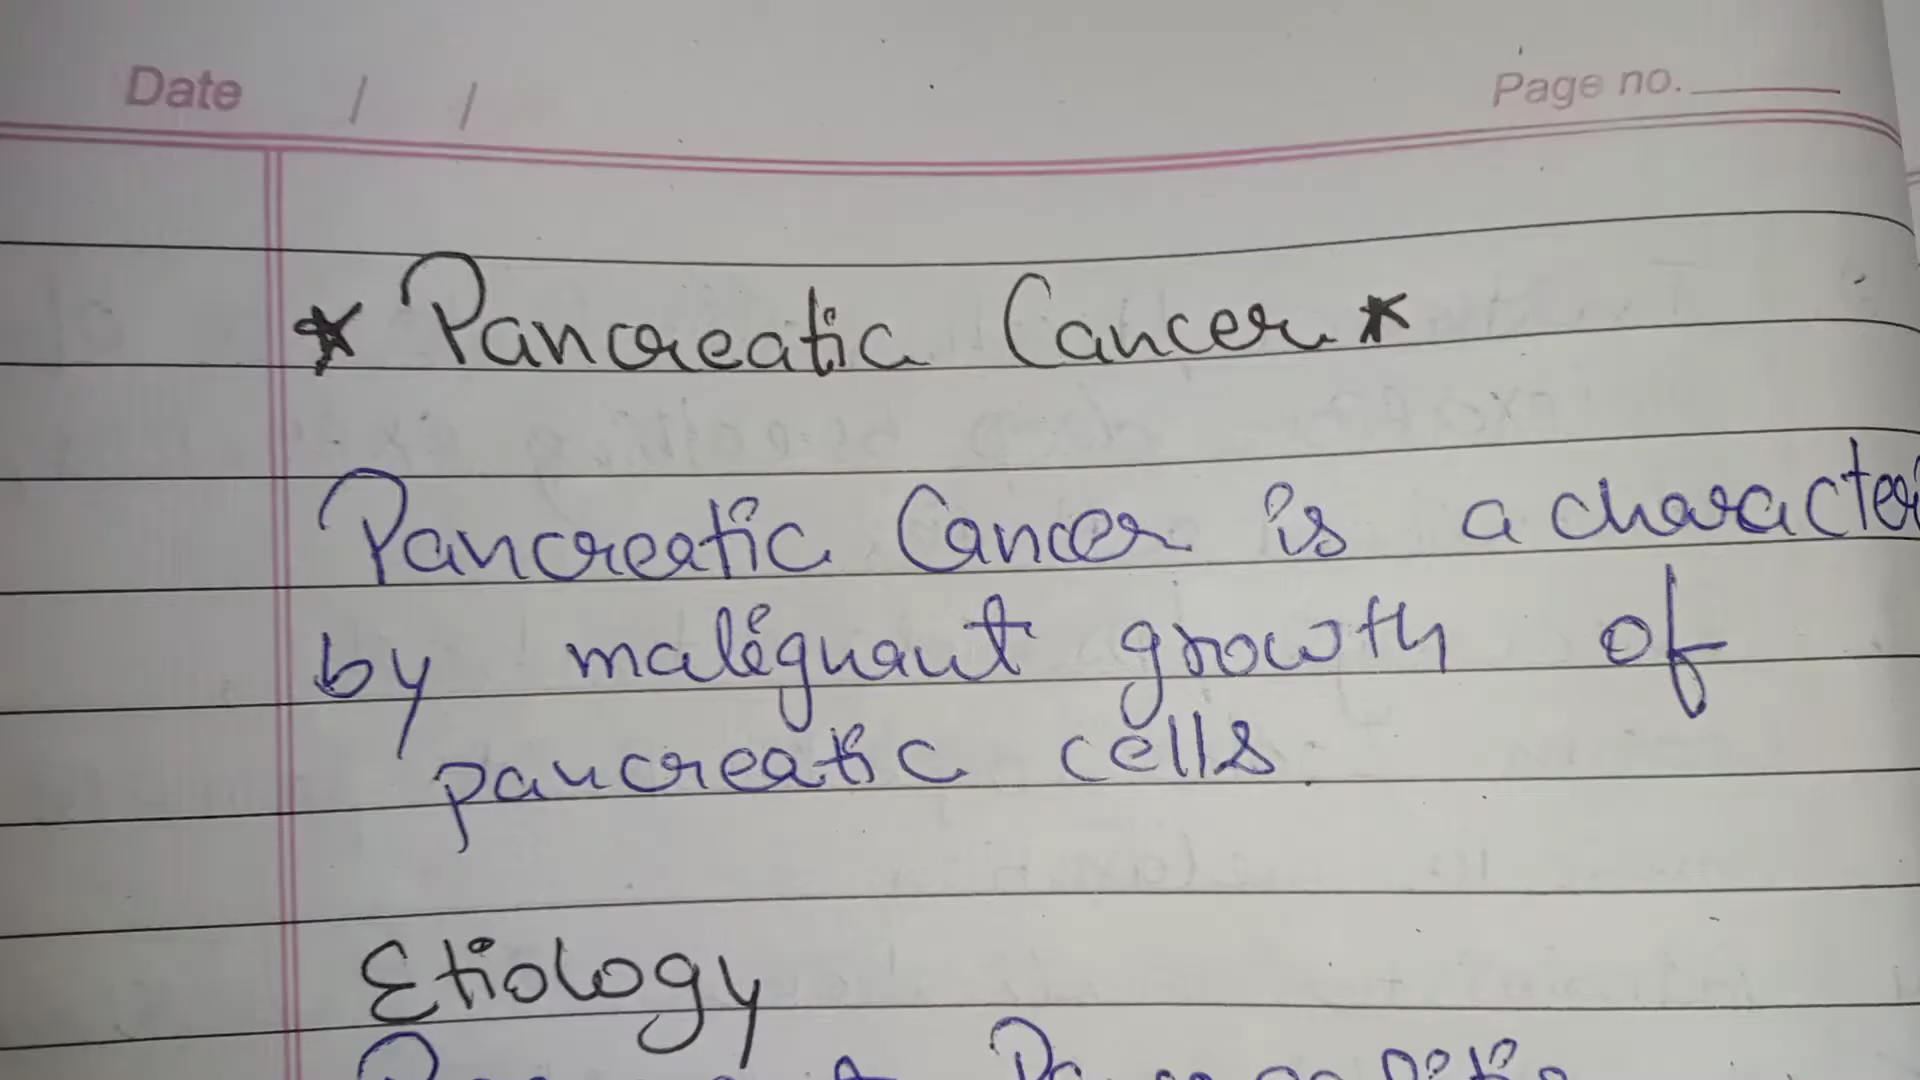 Date / /
Page no.
* Pancreatic Cancer *
Pancreatic Cancer is a character
by malignant growth of
pancreatic cells.
Etiology